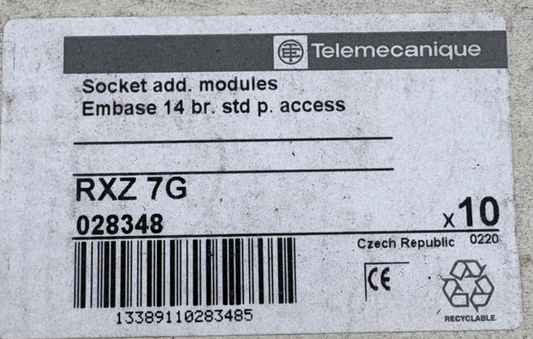 Telemecanique
Socket add. modules
Embase 14 br. std p. access
RXZ 7G
028348
x10
Czech Republic 0220
13389110283485
CE
RECYCLABLE